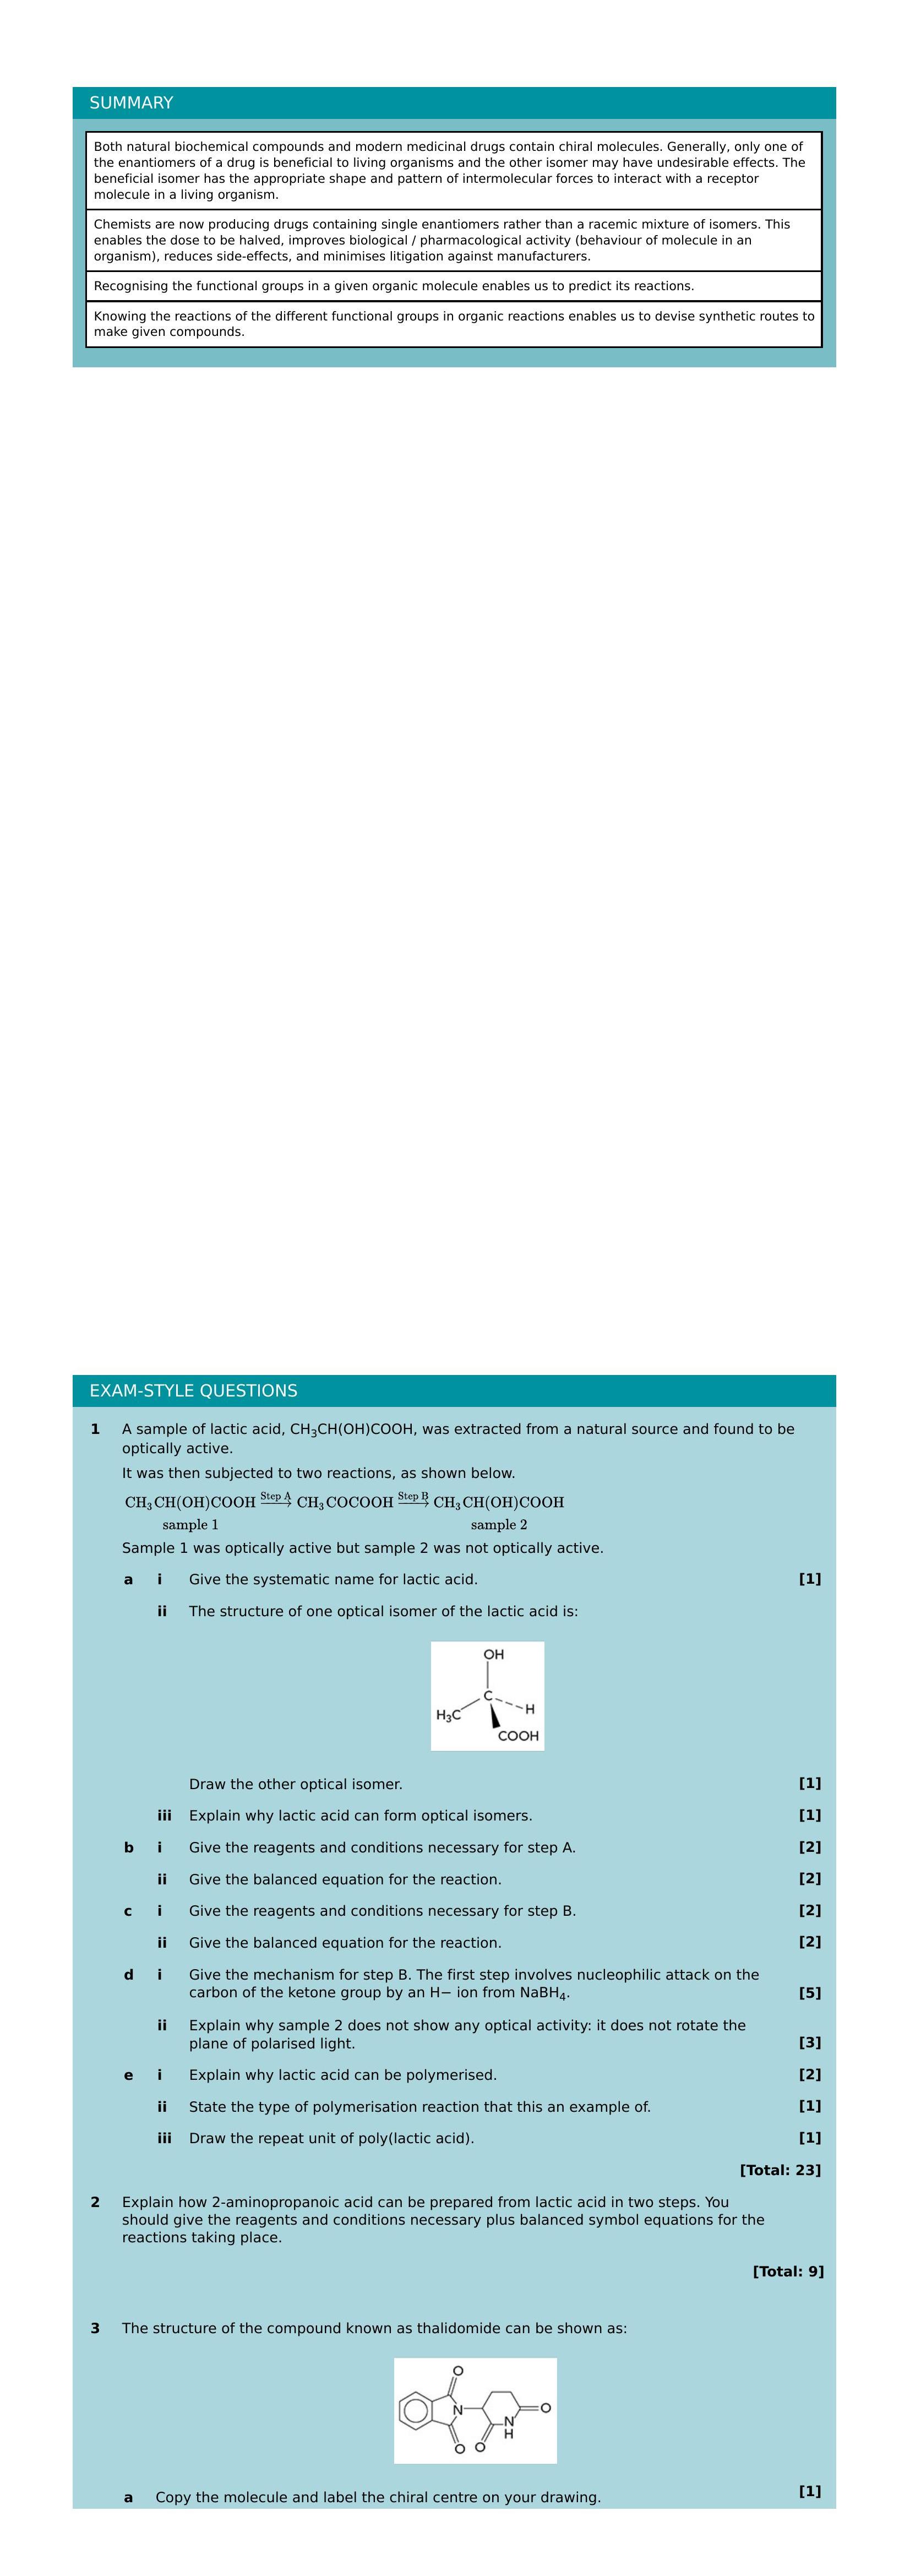 SUMMARY
Both natural biochemical compounds and modern medicinal drugs contain chiral molecules. Generally, only one of
the enantiomers of a drug is beneficial to living organisms and the other isomer may have undesirable effects. The
beneficial isomer has the appropriate shape and pattern of intermolecular forces to interact with a receptor
molecule in a living organism.
Chemists are now producing drugs containing single enantiomers rather than a racemic mixture of isomers. This
enables the dose to be halved, improves biological / pharmacological activity (behaviour of molecule in an
organism), reduces side-effects, and minimises litigation against manufacturers.
Recognising the functional groups in a given organic molecule enables us to predict its reactions.
Knowing the reactions of the different functional groups in organic reactions enables us to devise synthetic routes to
make given compounds.
EXAM-STYLE QUESTIONS
1 A sample of lactic acid, CH₃CH(OH)COOH, was extracted from a natural source and found to be
optically active.
It was then subjected to two reactions, as shown below.
CH₃CH(OH)COOH —Step A→ CH₃COCOOH —Step B→ CH₃CH(OH)COOH
sample 1 sample 2
Sample 1 was optically active but sample 2 was not optically active.
a i Give the systematic name for lactic acid. [1]
ii The structure of one optical isomer of the lactic acid is:
OH
C
H
H₃C
COOH
Draw the other optical isomer. [1]
iii Explain why lactic acid can form optical isomers. [1]
b i Give the reagents and conditions necessary for step A. [2]
ii Give the balanced equation for the reaction. [2]
c i Give the reagents and conditions necessary for step B. [2]
ii Give the balanced equation for the reaction. [2]
d i Give the mechanism for step B. The first step involves nucleophilic attack on the
carbon of the ketone group by an H− ion from NaBH₄. [5]
ii Explain why sample 2 does not show any optical activity: it does not rotate the
plane of polarised light. [3]
e i Explain why lactic acid can be polymerised. [2]
ii State the type of polymerisation reaction that this an example of. [1]
iii Draw the repeat unit of poly(lactic acid). [1]
[Total: 23]
2 Explain how 2-aminopropanoic acid can be prepared from lactic acid in two steps. You
should give the reagents and conditions necessary plus balanced symbol equations for the
reactions taking place.
[Total: 9]
3 The structure of the compound known as thalidomide can be shown as:
O
N O
N
H
O O
a Copy the molecule and label the chiral centre on your drawing. [1]